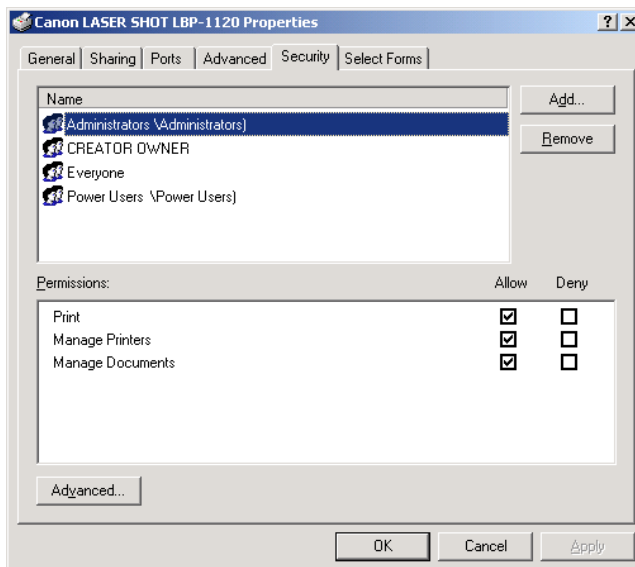 Canon LASER SHOT LBP-1120 Properties
General Sharing Ports Advanced Security Select Forms
Name
Administrators \Administrators)
CREATOR OWNER
Everyone
Power Users \Power Users)
Add...
Remove
Permissions: Allow Deny
Print
Manage Printers
Manage Documents
Advanced...
OK Cancel Apply